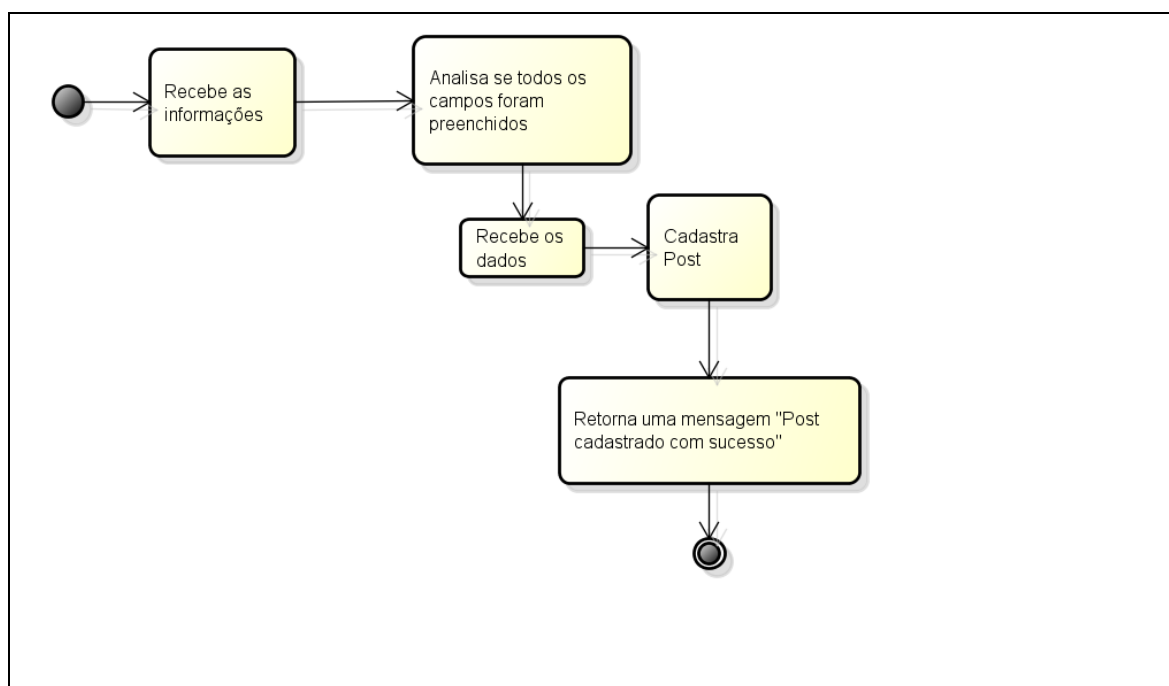 Recebe as
informações
Analisa se todos os
campos foram
preenchidos
Recebe os
dados
Cadastra
Post
Retorna uma mensagem "Post
cadastrado com sucesso"